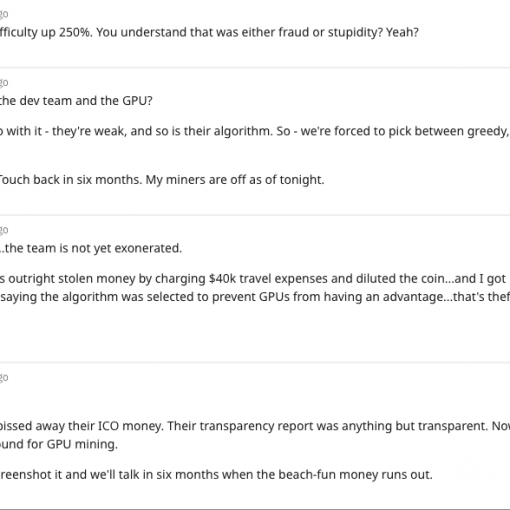 go
fficulty up 250%. You understand that was either fraud or stupidity? Yeah?
go
the dev team and the GPU?
with it - they're weak, and so is their algorithm. So - we're forced to pick between greedy,
Touch back in six months. My miners are off as of tonight.
go
...the team is not yet exonerated.
s outright stolen money by charging $40k travel expenses and diluted the coin...and I got
saying the algorithm was selected to prevent GPUs from having an advantage...that's thef
go
pissed away their ICO money. Their transparency report was anything but transparent. No
ound for GPU mining.
reenshot it and we'll talk in six months when the beach-fun money runs out.